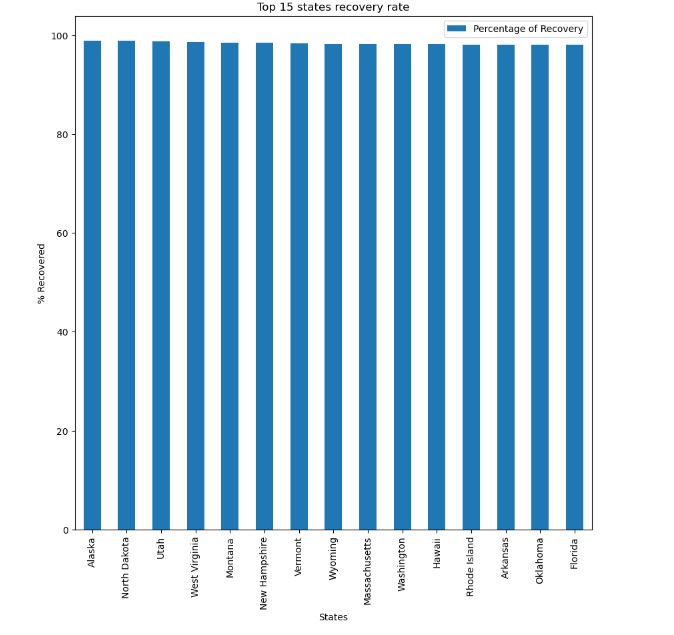 Top 15 states recovery rate
Percentage of Recovery
100
80
60
40
20
0
% Recovered
Alaska
North Dakota
Utah
West Virginia
Montana
New Hampshire
Vermont
Wyoming
Massachusetts
Washington
Hawaii
Rhode Island
Arkansas
Oklahoma
Florida
States